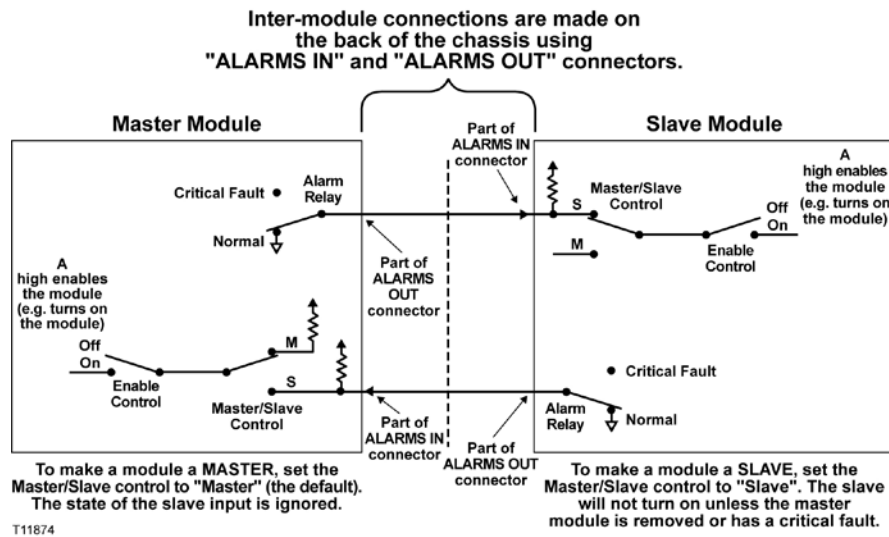 Inter-module connections are made on
the back of the chassis using
"ALARMS IN" and "ALARMS OUT" connectors.
Master Module
Slave Module
Part of
ALARMS IN
connector
A
high enables
the module
(e.g. turns on
the module)
Critical Fault
Alarm
Relay
Normal
Part of
ALARMS
OUT
connector
S
M
Master/Slave
Control
Off
On
Enable
Control
A
high enables
the module
(e.g. turns on
the module)
Off
On
Enable
Control
M
S
Master/Slave
Control
Part of
ALARMS IN
connector
Part of
ALARMS OUT
connector
Critical Fault
Alarm
Relay
Normal
To make a module a MASTER, set the
Master/Slave control to "Master" (the default).
The state of the slave input is ignored.
To make a module a SLAVE, set the
Master/Slave control to "Slave". The slave
will not turn on unless the master
module is removed or has a critical fault.
T11874